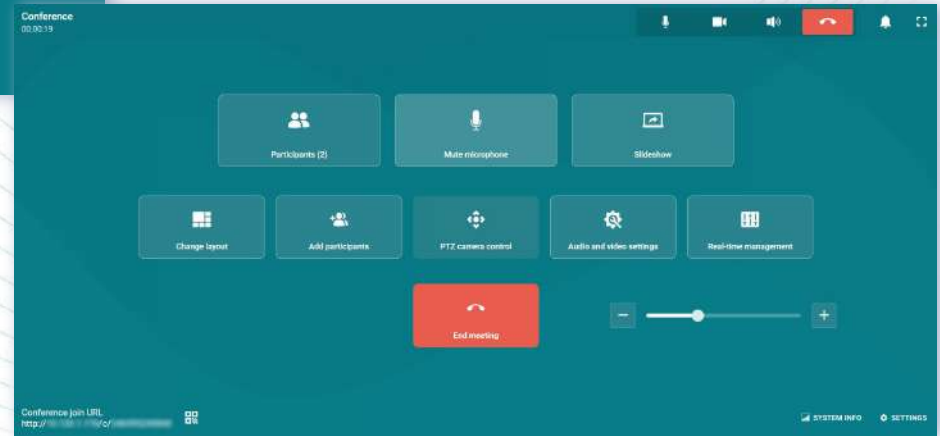 Conference
00:00:19
Participants (2)
Mute microphone
Slideshow
Change layout
Add participants
PTZ camera control
Audio and video settings
Real-time management
End meeting
Conference join URL
http:// /c/
SYSTEM INFO
SETTINGS